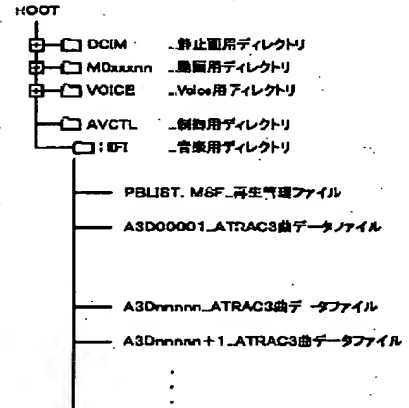 ROOT
DCIM _静止画用ディレクトリ
MOxxxnn _動画用ディレクトリ
VOICE _Voice用ディレクトリ
AVCTL _制御用ディレクトリ
HIFI _音楽用ディレクトリ
PBLIST. MSF_再生管理ファイル
A3D00001_ATRAC3曲データファイル
A3Dnnnnn_ATRAC3曲データファイル
A3Dnnnnn+1_ATRAC3曲データファイル